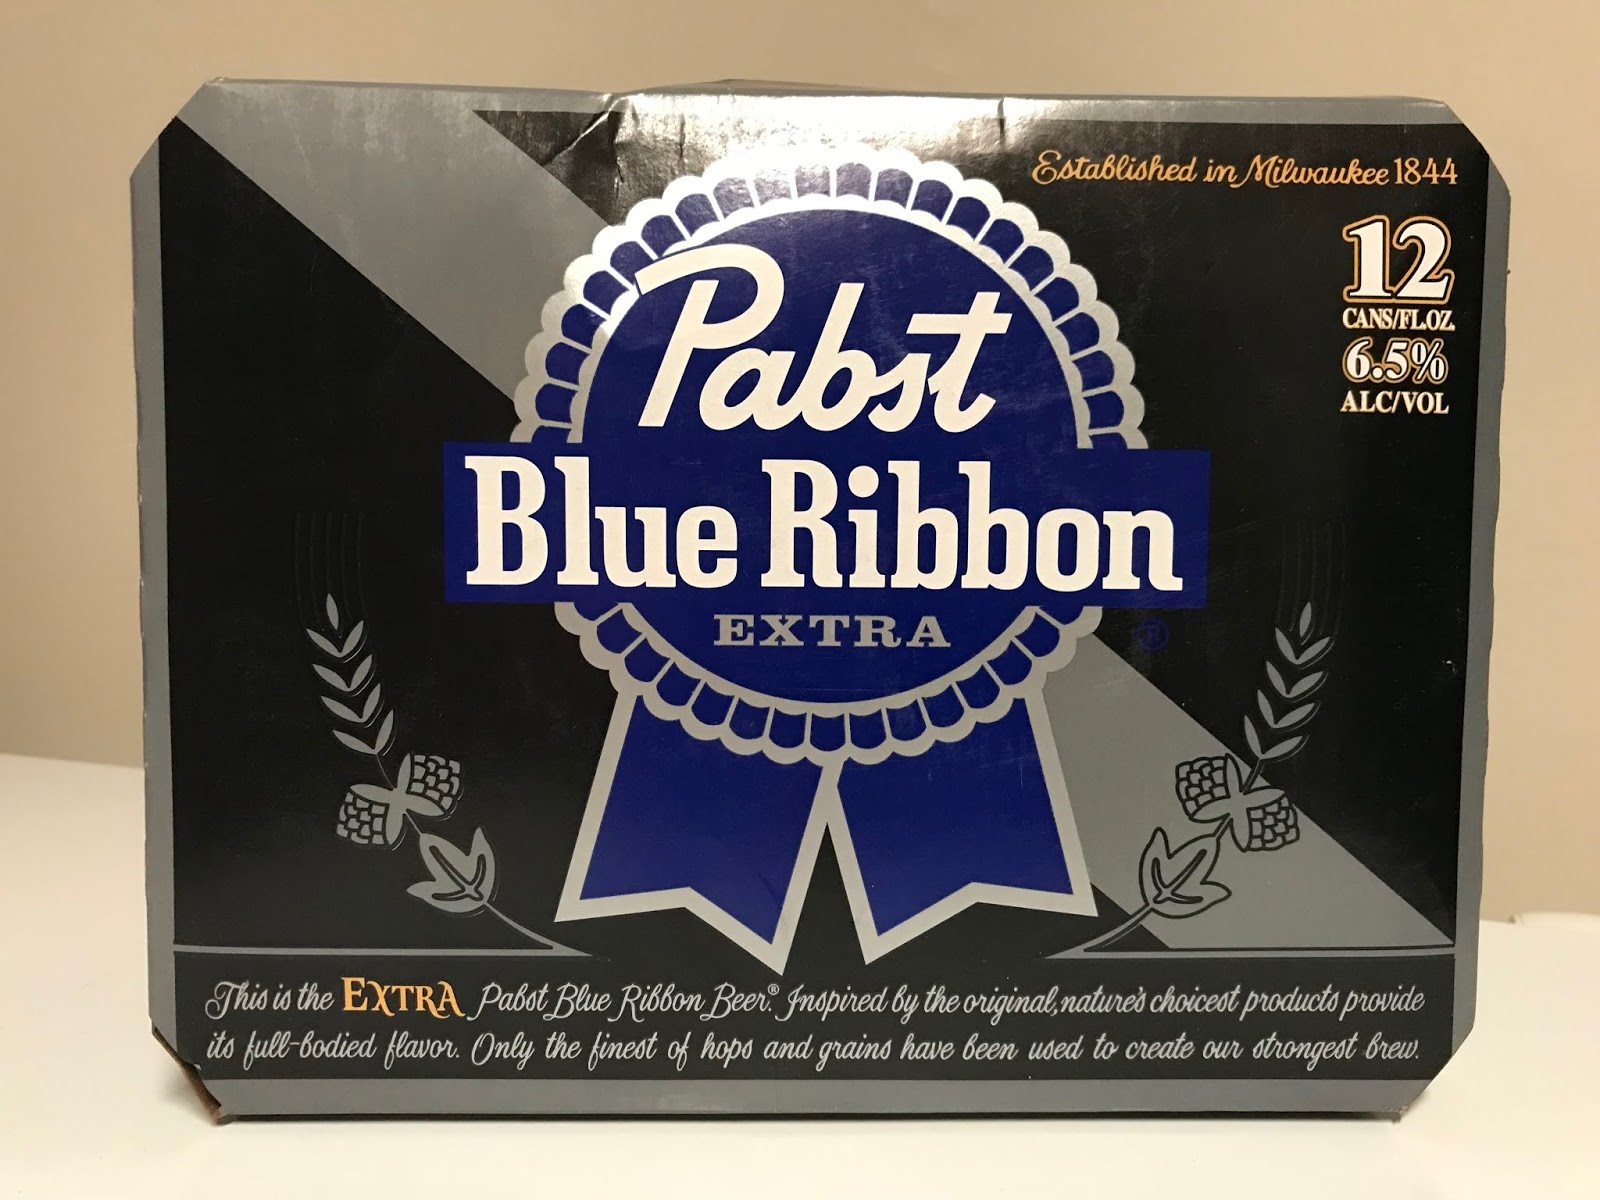 Established in Milwaukee 1844
12
CANS/FL.OZ.
6.5%
ALC/VOL
Pabst
Blue Ribbon
EXTRA
®
This is the EXTRA Pabst Blue Ribbon Beer.® Inspired by the original, nature's choicest products provide
its full-bodied flavor. Only the finest of hops and grains have been used to create our strongest brew.